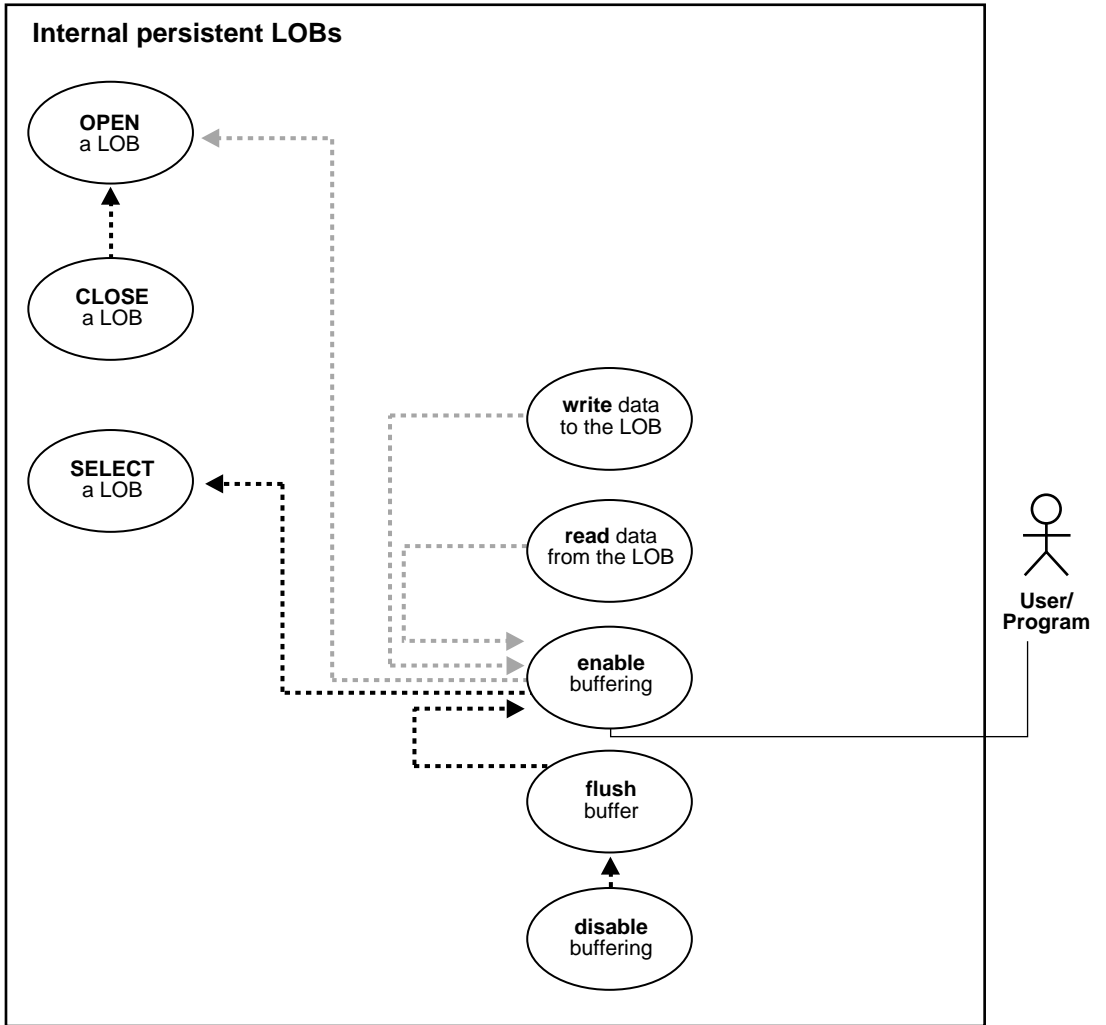 Internal persistent LOBs
OPEN
a LOB
CLOSE
a LOB
write data
to the LOB
SELECT
a LOB
read data
from the LOB
User/
Program
enable
buffering
flush
buffer
disable
buffering